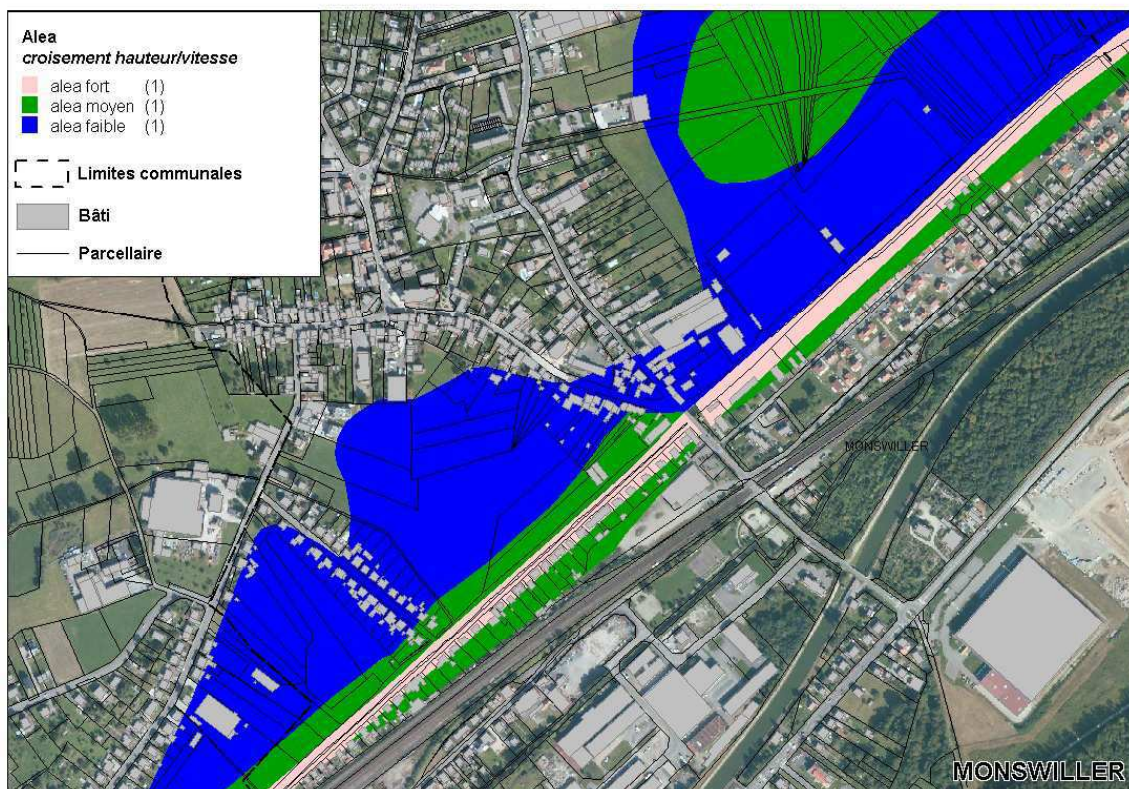 Alea
croisement hauteur/vitesse
alea fort (1)
alea moyen (1)
alea faible (1)
Limites communales
Bâti
Parcellaire
MONSWILLER
MONSWILLER